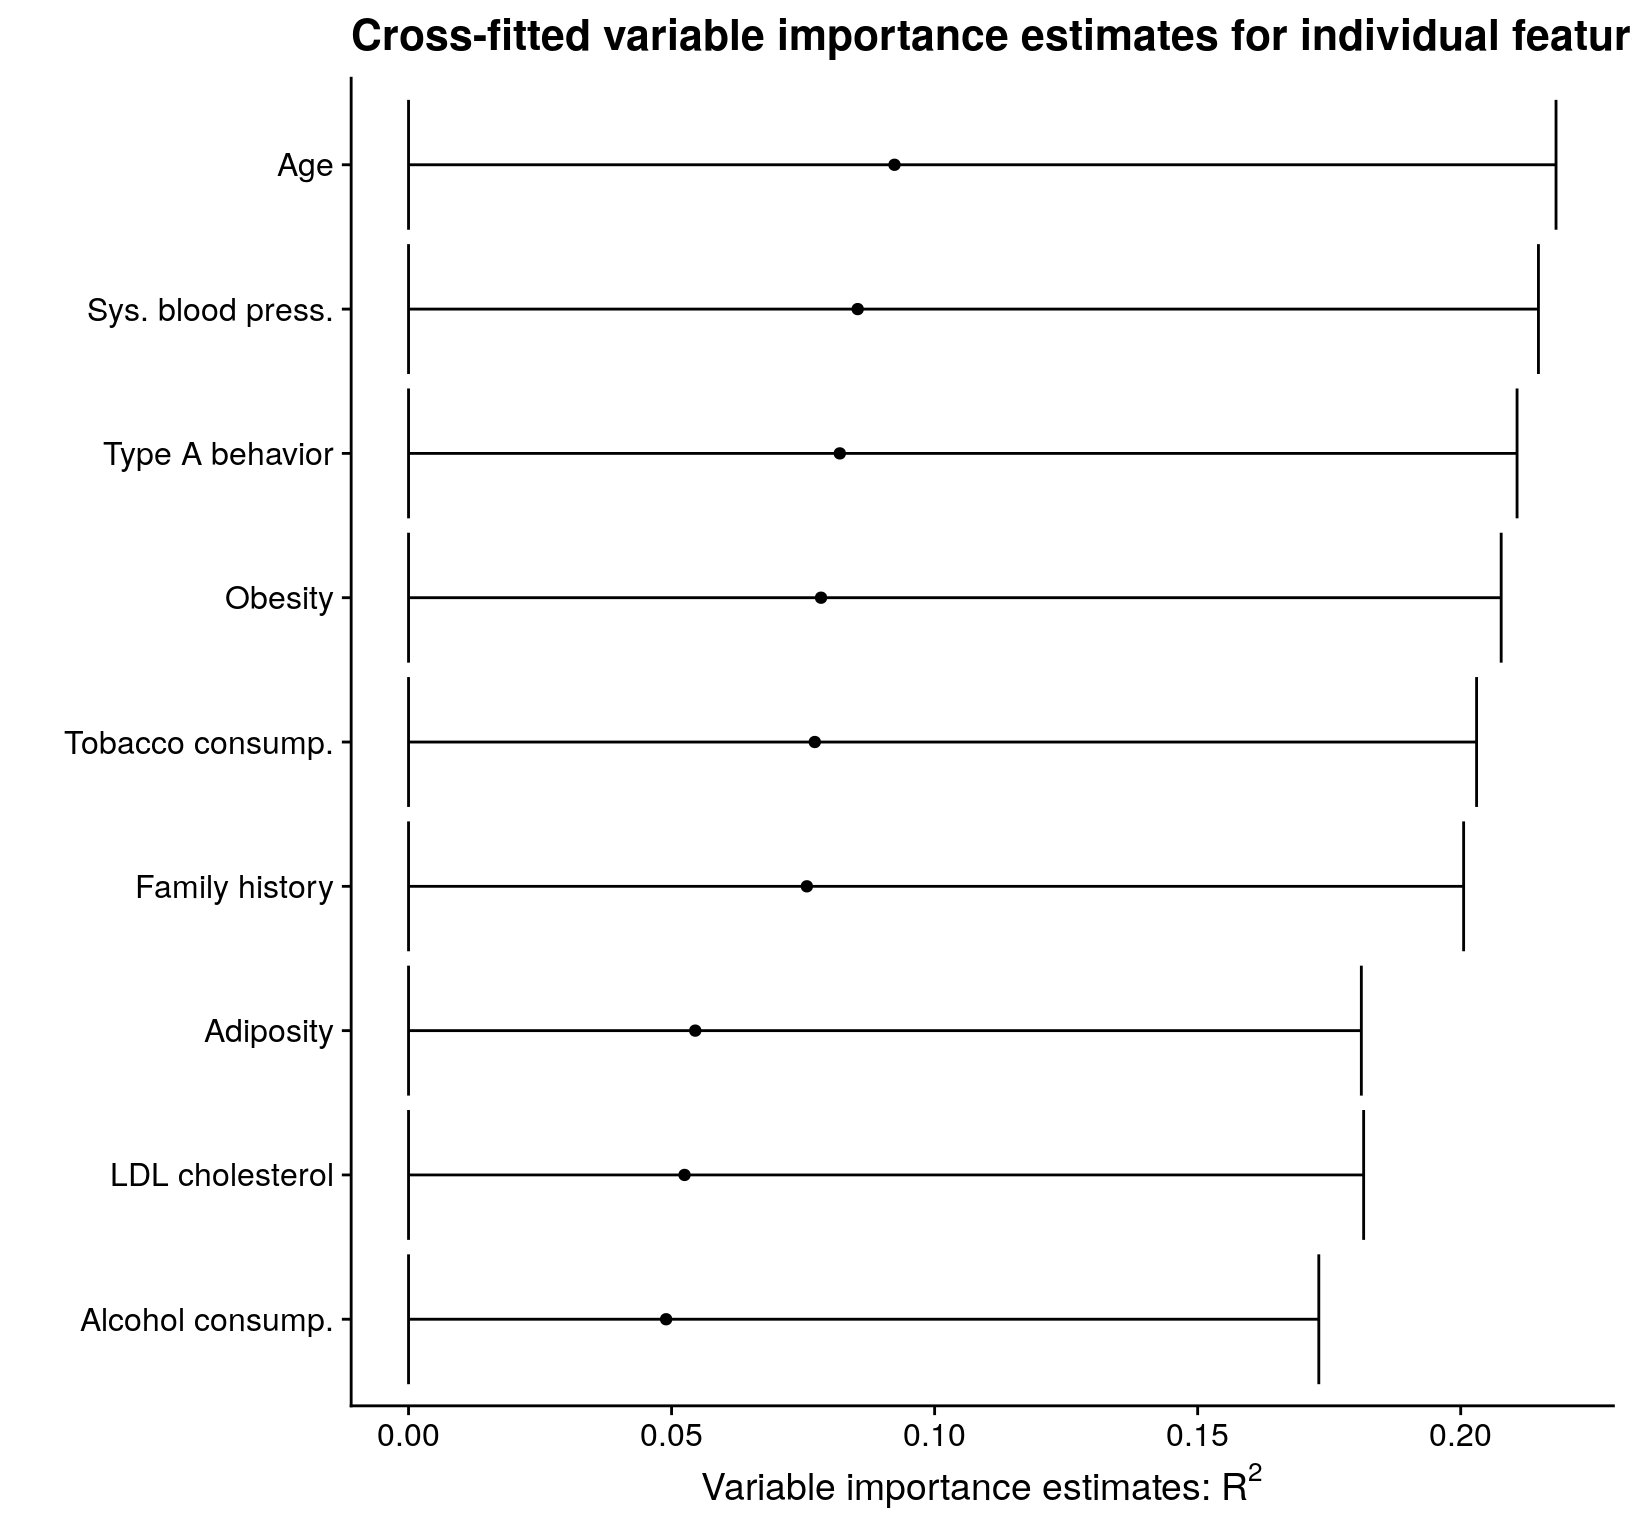 Cross-fitted variable importance estimates for individual featur
Age
Sys. blood press.
Type A behavior
Obesity
Tobacco consump.
Family history
Adiposity
LDL cholesterol
Alcohol consump.
0.00 0.05 0.10 0.15 0.20
Variable importance estimates: R²